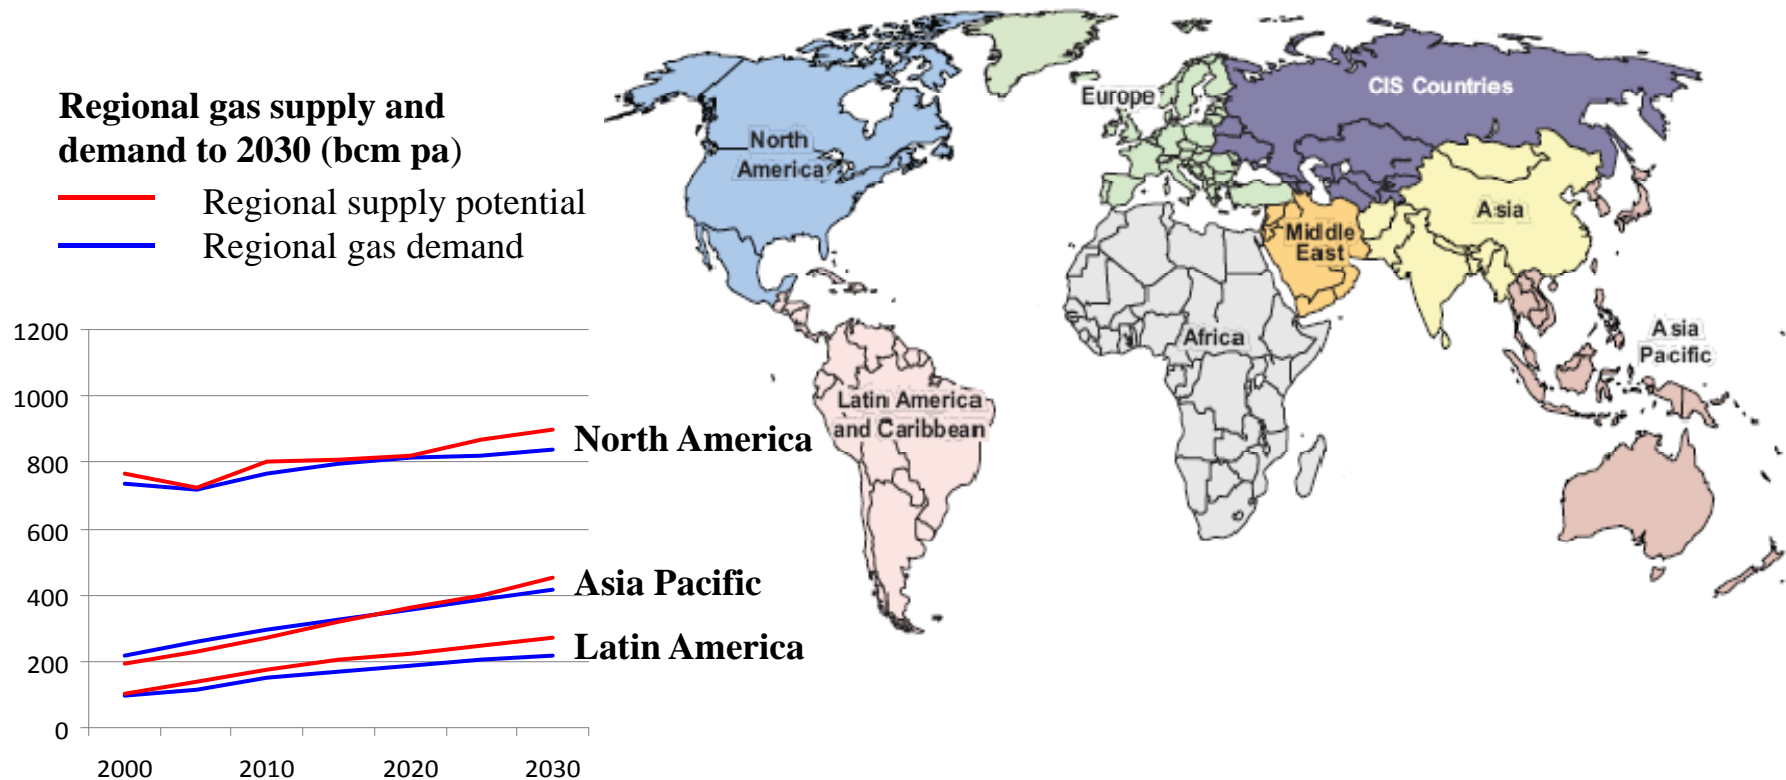 Regional gas supply and
demand to 2030 (bcm pa)
Regional supply potential
Regional gas demand
1200
1000
800
600
400
200
0
2000
2010
2020
2030
North America
Asia Pacific
Latin America
North
America
Europe
CIS Countries
Asia
Middle
East
Africa
Asia
Pacific
Latin America
and Caribbean